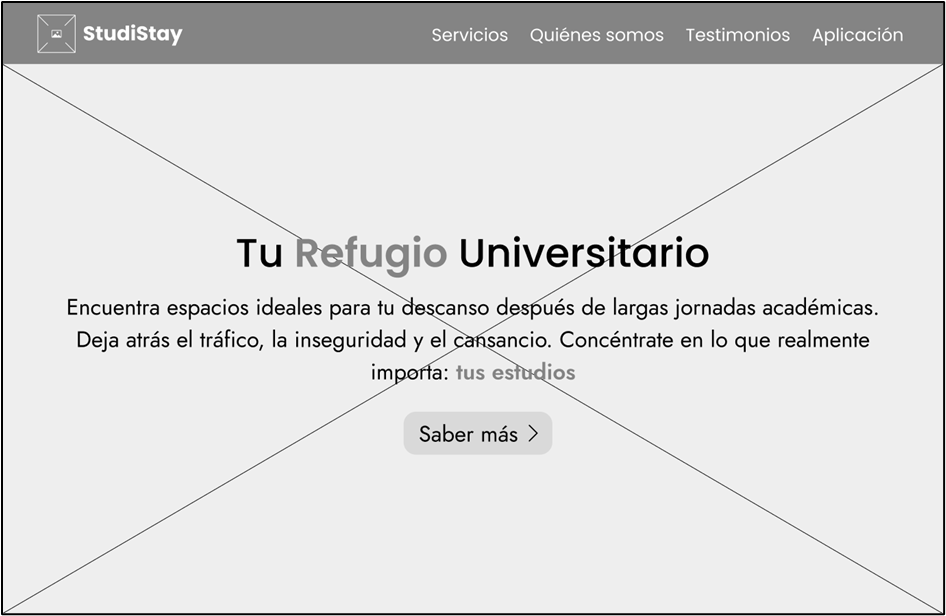 StudiStay
Servicios Quiénes somos Testimonios Aplicación
Tu Refugio Universitario
Encuentra espacios ideales para tu descanso después de largas jornadas académicas.
Deja atrás el tráfico, la inseguridad y el cansancio. Concéntrate en lo que realmente
importa: tus estudios
Saber más